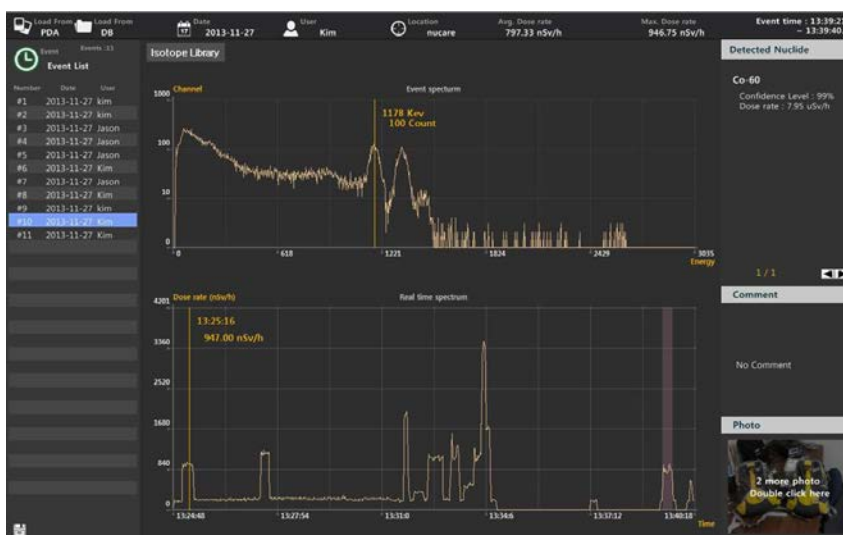 Load From
PDA
Load From
DB
Date
2013-11-27
User
Kim
Location
nucare
Avg. Dose rate
797.33 nSv/h
Max. Dose rate
946.75 nSv/h
Event time : 13:39:21
~ 13:39:40
Event
Events :11
Event List
Number Date User
#1 2013-11-27 kim
#2 2013-11-27 kim
#3 2013-11-27 Jason
#4 2013-11-27 Jason
#5 2013-11-27 Jason
#6 2013-11-27 Kim
#7 2013-11-27 Jason
#8 2013-11-27 Kim
#9 2013-11-27 kim
#10 2013-11-27 Kim
#11 2013-11-27 Kim
Isotope Library
1000 Channel
Event specturm
1178 Kev
100 Count
100
10
0
0 618 1221 1824 2429 3035
Energy
4201 Dose rate (nSv/h)
Real time spectrum
13:25:16
947.00 nSv/h
3360
2520
1680
840
0
13:24:48 13:27:54 13:31:0 13:34:6 13:37:12 13:40:18
Time
Detected Nuclide
Co-60
Confidence Level : 99%
Dose rate : 7.95 uSv/h
1 / 1
Comment
No Comment
Photo
2 more photo
Double click here